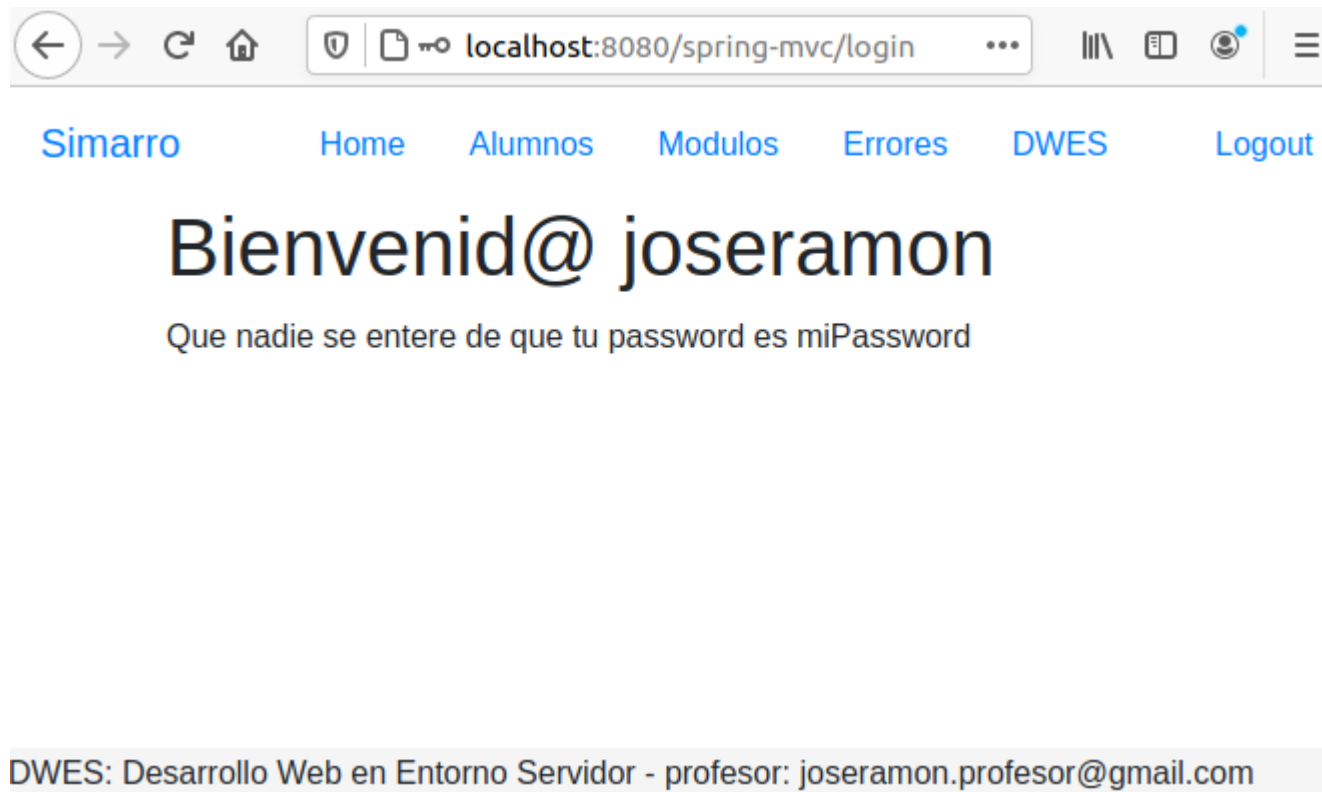 localhost:8080/spring-mvc/login
Simarro Home Alumnos Modulos Errores DWES Logout
Bienvenid@ joseramon
Que nadie se entere de que tu password es miPassword
DWES: Desarrollo Web en Entorno Servidor - profesor: joseramon.profesor@gmail.com